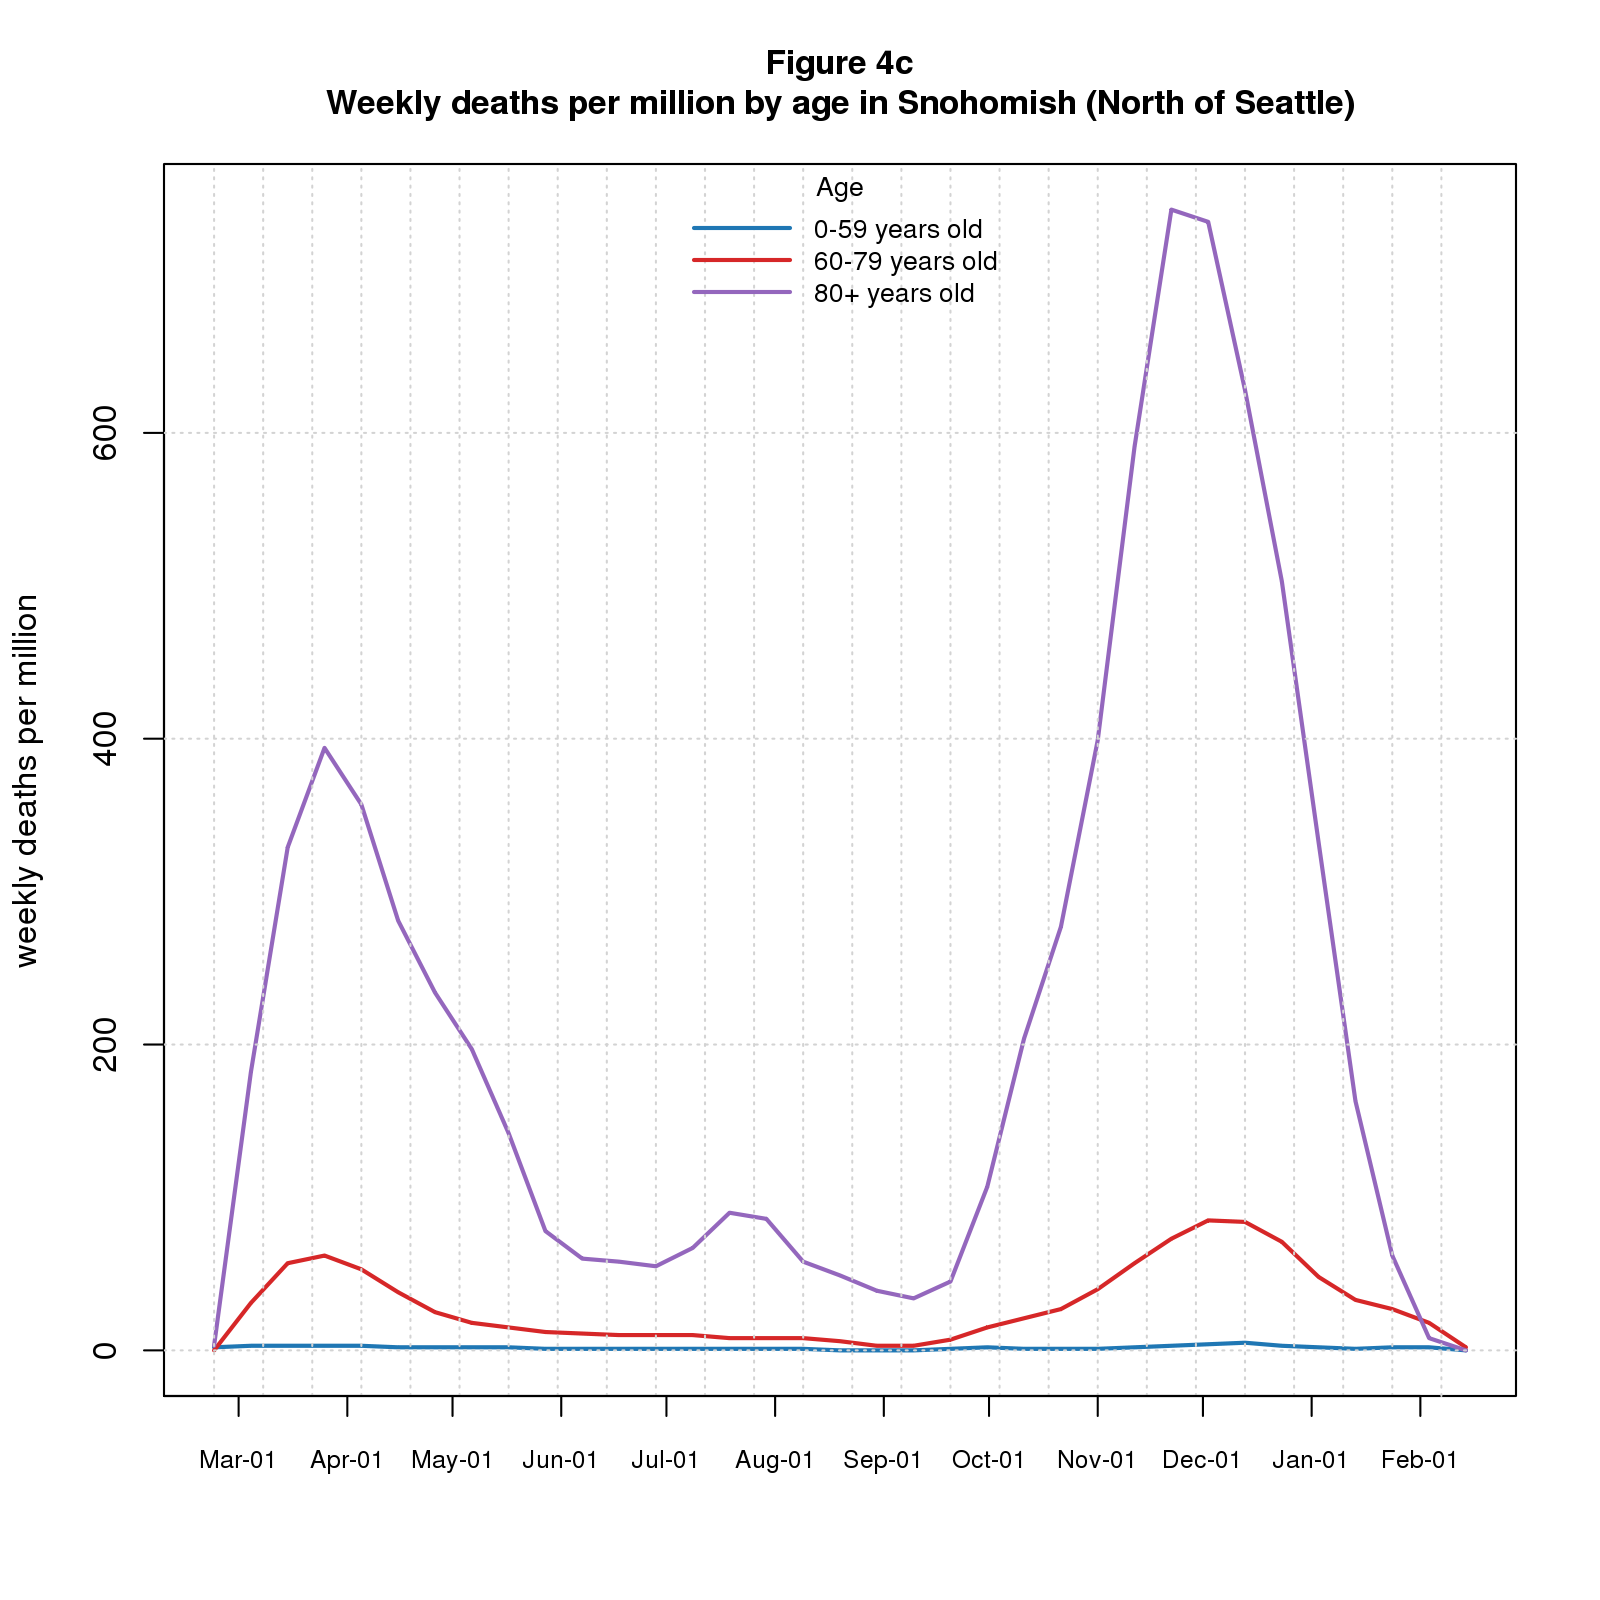 Figure 4c
Weekly deaths per million by age in Snohomish (North of Seattle)
Age
0-59 years old
60-79 years old
80+ years old
weekly deaths per million
600
400
200
0
Mar-01 Apr-01 May-01 Jun-01 Jul-01 Aug-01 Sep-01 Oct-01 Nov-01 Dec-01 Jan-01 Feb-01